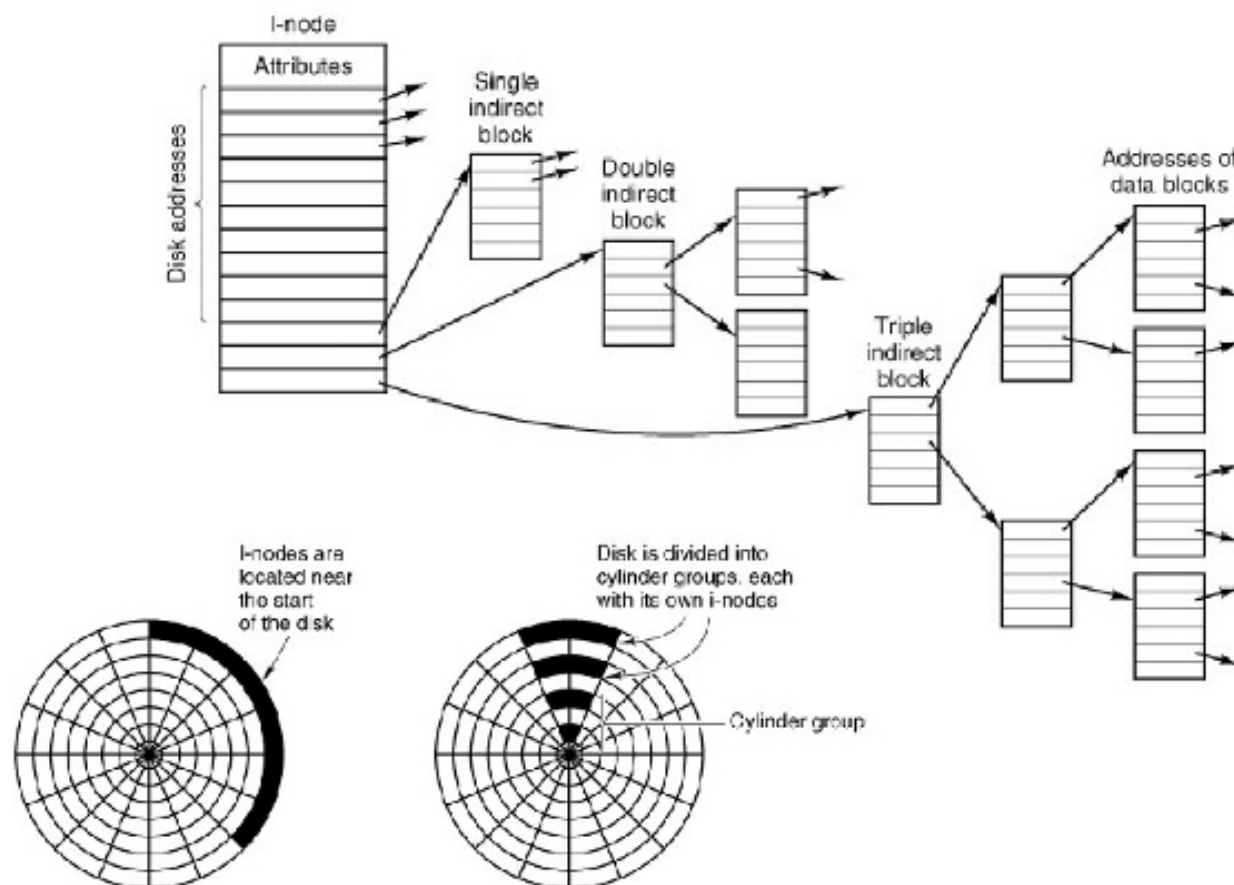 I-node
Attributes
Disk addresses
Single
indirect
block
Double
indirect
block
Triple
indirect
block
Addresses of
data blocks
I-nodes are
located near
the start
of the disk
Disk is divided into
cylinder groups, each
with its own i-nodes
Cylinder group